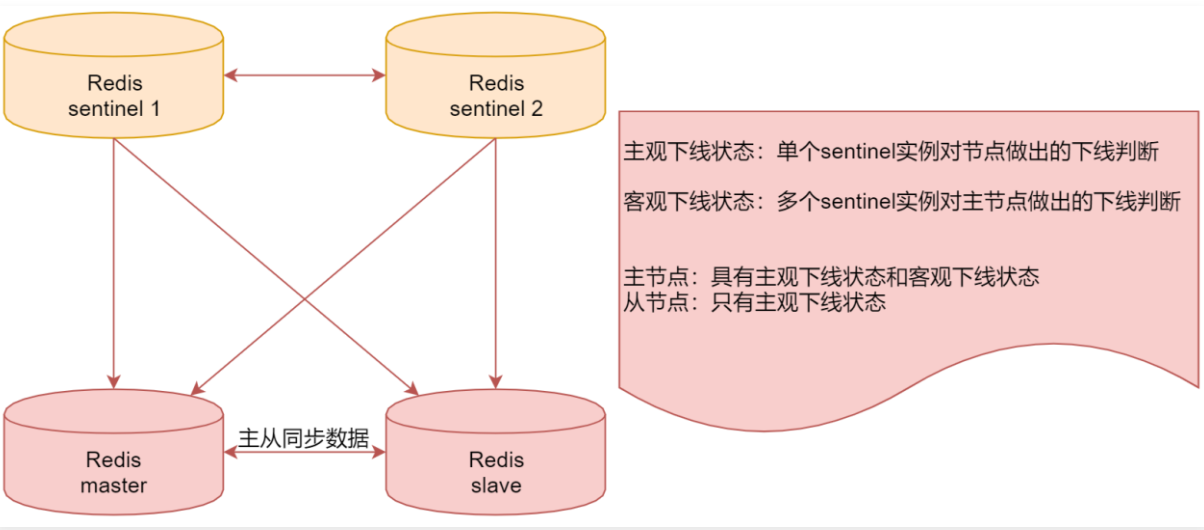 Redis
sentinel 1
Redis
sentinel 2
主观下线状态：单个sentinel实例对节点做出的下线判断
客观下线状态：多个sentinel实例对主节点做出的下线判断
主节点：具有主观下线状态和客观下线状态
从节点：只有主观下线状态
主从同步数据
Redis
master
Redis
slave